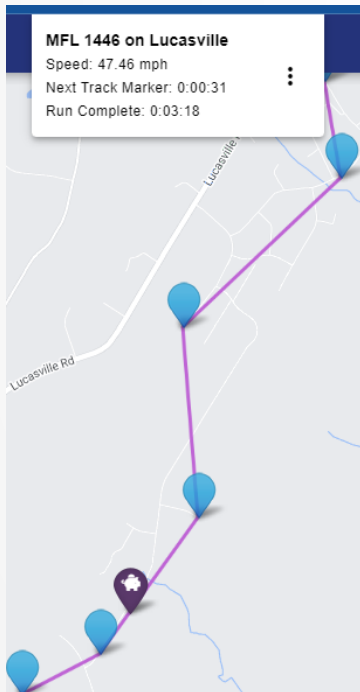 MFL 1446 on Lucasville
Speed: 47.46 mph
Next Track Marker: 0:00:31
Run Complete: 0:03:18
Lucasville
Lucasville Rd